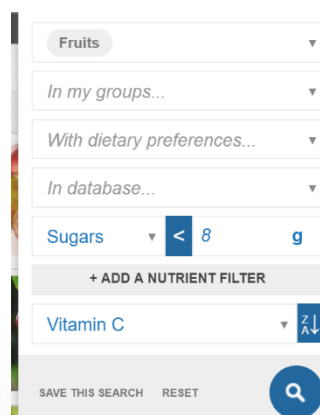 Fruits
In my groups...
With dietary preferences...
In database...
Sugars < 8 g
+ ADD A NUTRIENT FILTER
Vitamin C Z A
SAVE THIS SEARCH RESET